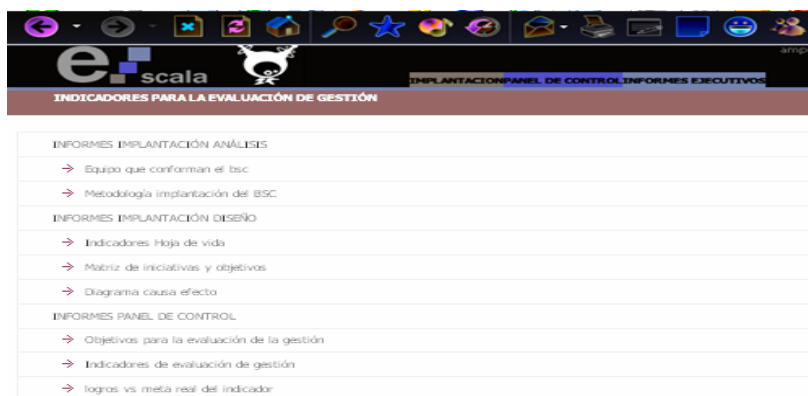 e.scala
amp
IMPLANTACION PANEL DE CONTROL INFORMES EJECUTIVOS
INDICADORES PARA LA EVALUACIÓN DE GESTIÓN
INFORMES IMPLANTACIÓN ANÁLISIS
Equipo que conforman el bsc
Metodología implantación del BSC
INFORMES IMPLANTACIÓN DISEÑO
Indicadores Hoja de vida
Matriz de iniciativas y objetivos
Diagrama causa efecto
INFORMES PANEL DE CONTROL
Objetivos para la evaluación de la gestión
Indicadores de evaluación de gestión
logros vs meta real del indicador